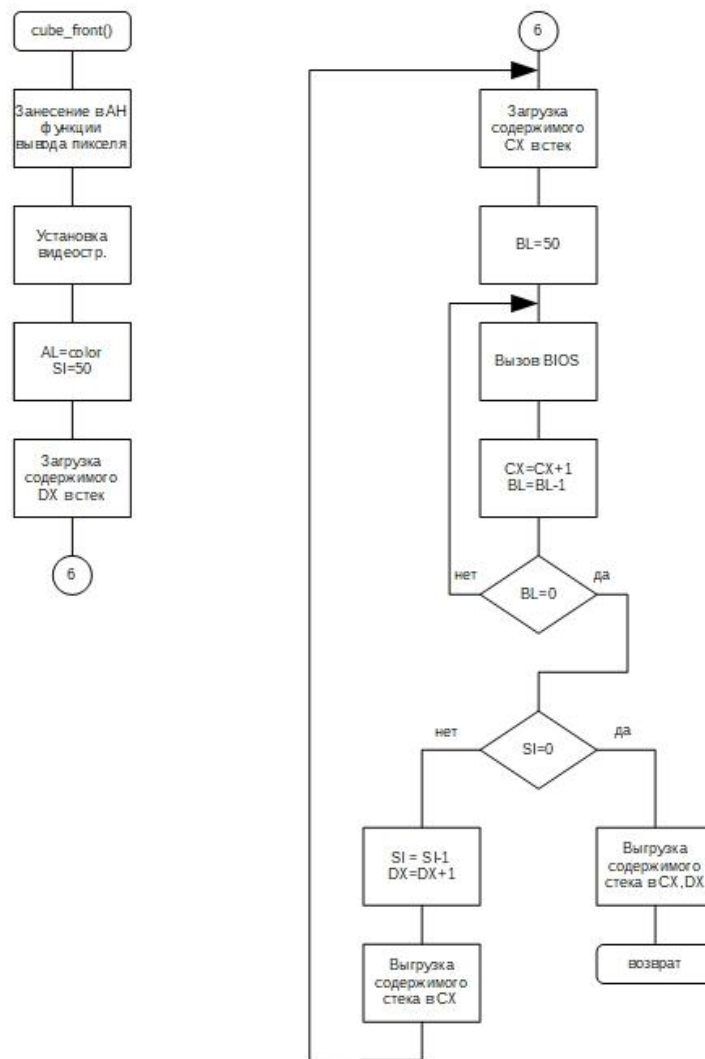 cube_front()
Занесение в AH
функции
вывода пикселя
Установка
видеостр.
AL=color
SI=50
Загрузка
содержимого
DX в стек
6
6
Загрузка
содержимого
CX в стек
BL=50
Вызов BIOS
CX=CX+1
BL=BL-1
нет
BL=0
да
нет
SI=0
да
SI = SI-1
DX=DX+1
Выгрузка
содержимого
стека в CX
Выгрузка
содержимого
стека в CX,DX
возврат